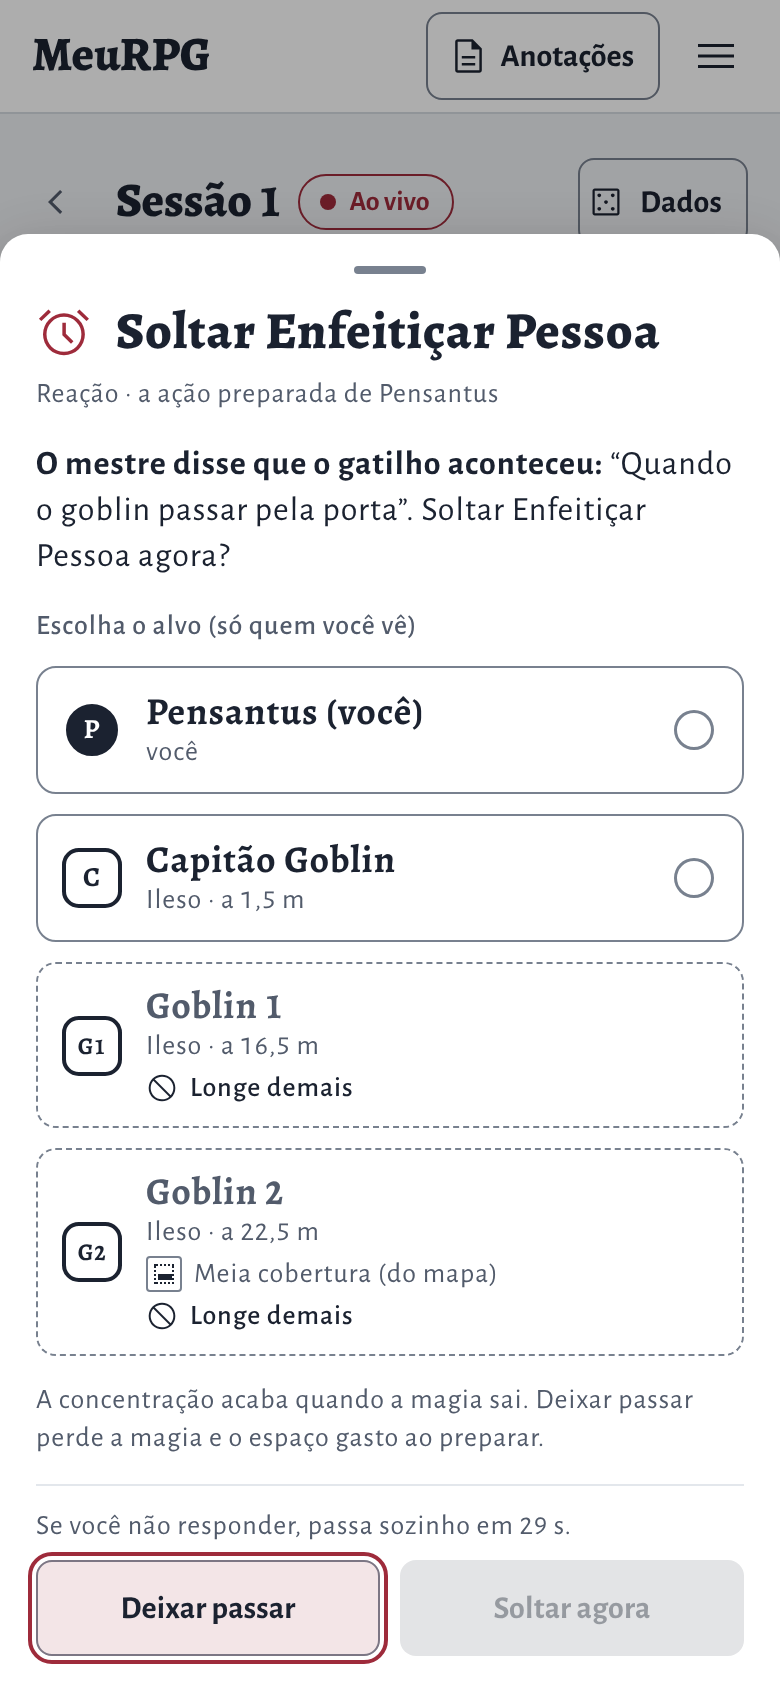 MeuRPG
Anotações
Sessão 1
Ao vivo
Dados
Soltar Enfeitiçar Pessoa
Reação · a ação preparada de Pensantus
O mestre disse que o gatilho aconteceu: “Quando
o goblin passar pela porta”. Soltar Enfeitiçar
Pessoa agora?
Escolha o alvo (só quem você vê)
P
Pensantus (você)
você
C
Capitão Goblin
Ileso · a 1,5 m
G1
Goblin 1
Ileso · a 16,5 m
Longe demais
G2
Goblin 2
Ileso · a 22,5 m
Meia cobertura (do mapa)
Longe demais
A concentração acaba quando a magia sai. Deixar passar
perde a magia e o espaço gasto ao preparar.
Se você não responder, passa sozinho em 29 s.
Deixar passar
Soltar agora